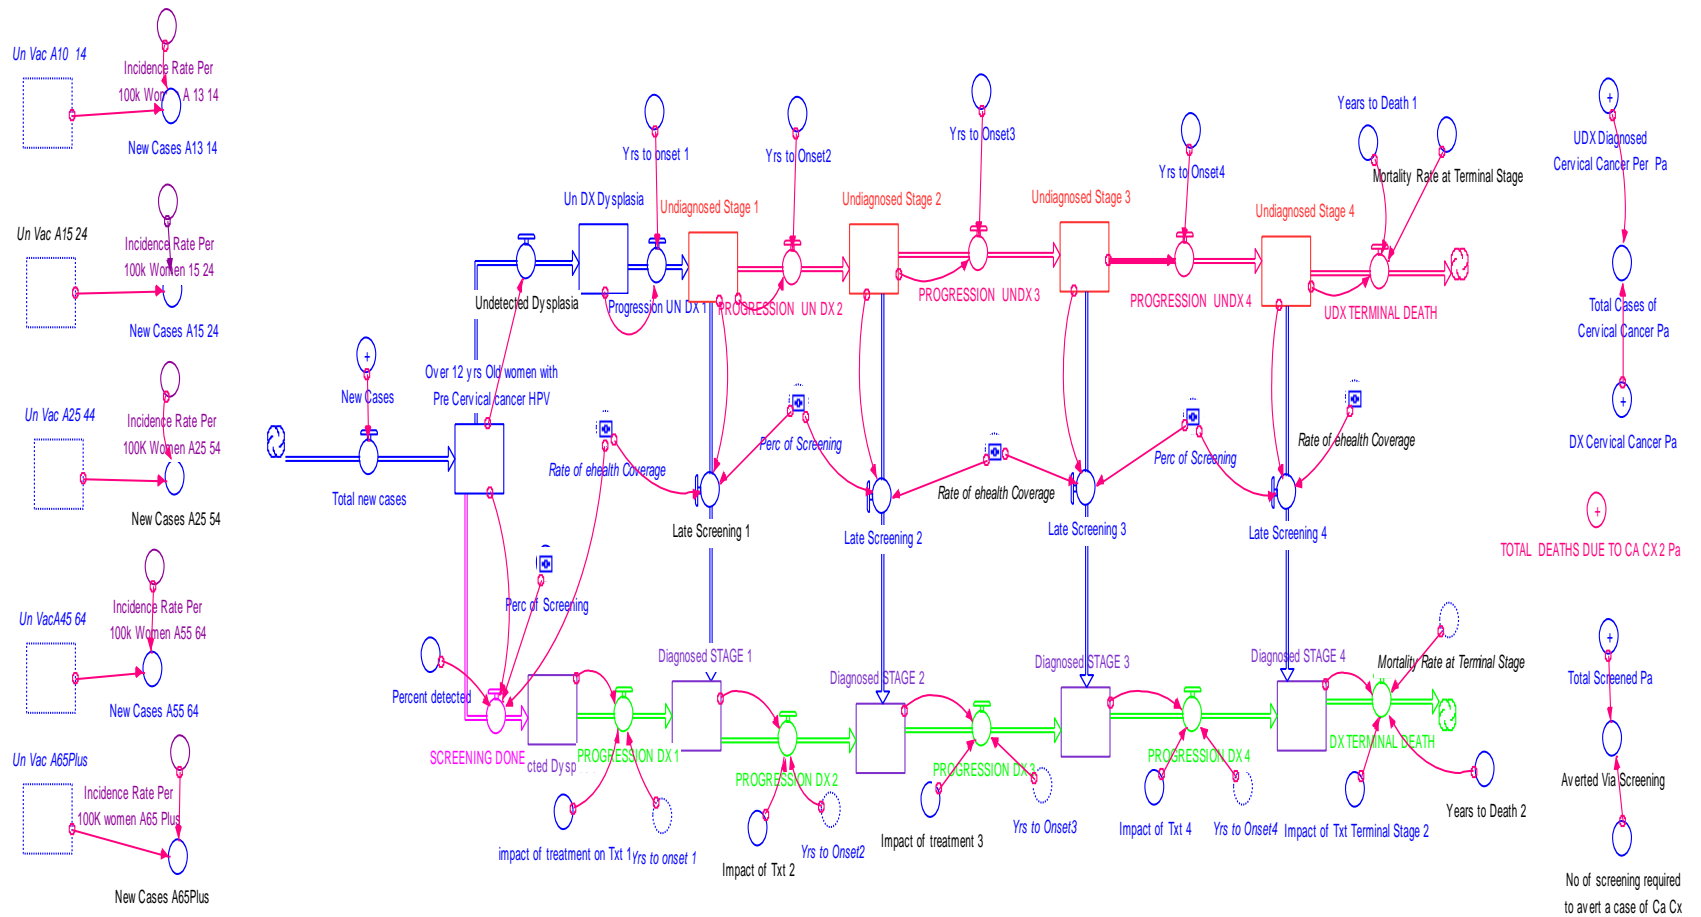 Un Vac A10 14
Incidence Rate Per
100k Women A 13 14
New Cases A13 14
Un Vac A15 24
Incidence Rate Per
100k Women 15 24
New Cases A15 24
Un Vac A25 44
Incidence Rate Per
100K Women A25 54
New Cases A25 54
Un VacA45 64
Incidence Rate Per
100k Women A55 64
New Cases A55 64
Un Vac A65Plus
Incidence Rate Per
100K women A65 Plus
New Cases A65Plus
Yrs to onset 1
Yrs to Onset2
Yrs to Onset3
Yrs to Onset4
Years to Death 1
Mortality Rate at Terminal Stage
Un DX Dysplasia
Undiagnosed Stage 1
Undiagnosed Stage 2
Undiagnosed Stage 3
Undiagnosed Stage 4
Undetected Dysplasia
Progression UN DX 1
PROGRESSION UN DX 2
PROGRESSION UNDX 3
PROGRESSION UNDX 4
UDX TERMINAL DEATH
New Cases
Total new cases
Over 12 yrs Old women with
Pre Cervical cancer HPV
Rate of ehealth Coverage
Perc of Screening
Rate of ehealth Coverage
Perc of Screening
Rate of ehealth Coverage
Late Screening 1
Late Screening 2
Late Screening 3
Late Screening 4
Perc of Screening
Percent detected
SCREENING DONE
cted Dysp
Diagnosed STAGE 1
Diagnosed STAGE 2
Diagnosed STAGE 3
Diagnosed STAGE 4
Mortality Rate at Terminal Stage
PROGRESSION DX 1
PROGRESSION DX 2
PROGRESSION DX 3
PROGRESSION DX 4
DX TERMINAL DEATH
impact of treatment on Txt 1
Yrs to onset 1
Impact of Txt 2
Yrs to Onset2
Impact of treatment 3
Yrs to Onset3
Impact of Txt 4
Yrs to Onset4
Impact of Txt Terminal Stage 2
Years to Death 2
UDX Diagnosed
Cervical Cancer Per Pa
Total Cases of
Cervical Cancer Pa
DX Cervical Cancer Pa
TOTAL DEATHS DUE TO CA CX 2 Pa
Total Screened Pa
Averted Via Screening
No of screening required
to avert a case of Ca Cx